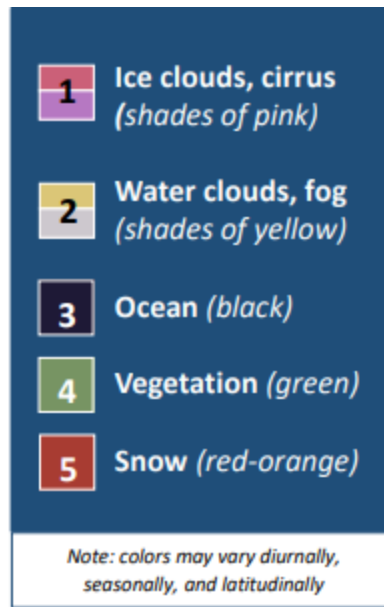 1
Ice clouds, cirrus
(shades of pink)
2
Water clouds, fog
(shades of yellow)
3
Ocean (black)
4
Vegetation (green)
5
Snow (red-orange)
Note: colors may vary diurnally,
seasonally, and latitudinally